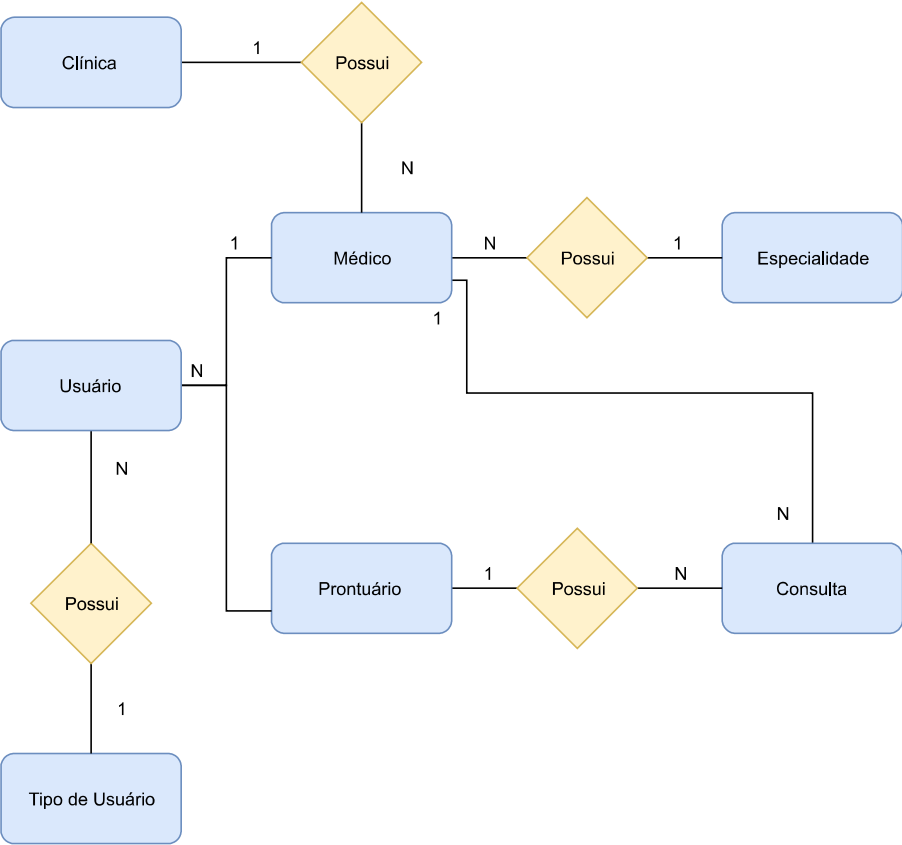 Clínica
1
Possui
N
Médico
1
N
Possui
1
Especialidade
1
Usuário
N
N
N
Prontuário
1
Possui
N
Consulta
Possui
1
Tipo de Usuário